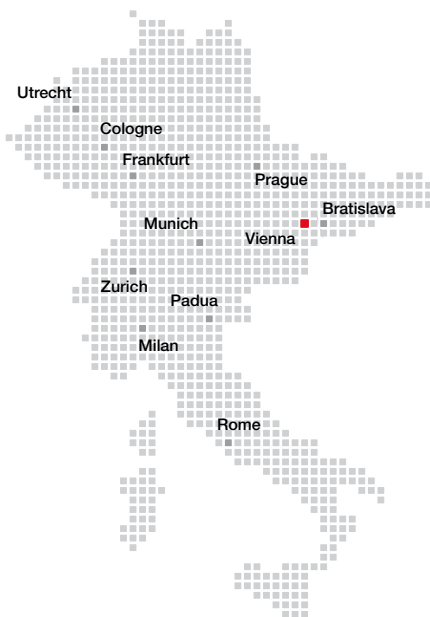 Utrecht
Cologne
Frankfurt
Prague
Bratislava
Munich
Vienna
Zurich
Padua
Milan
Rome